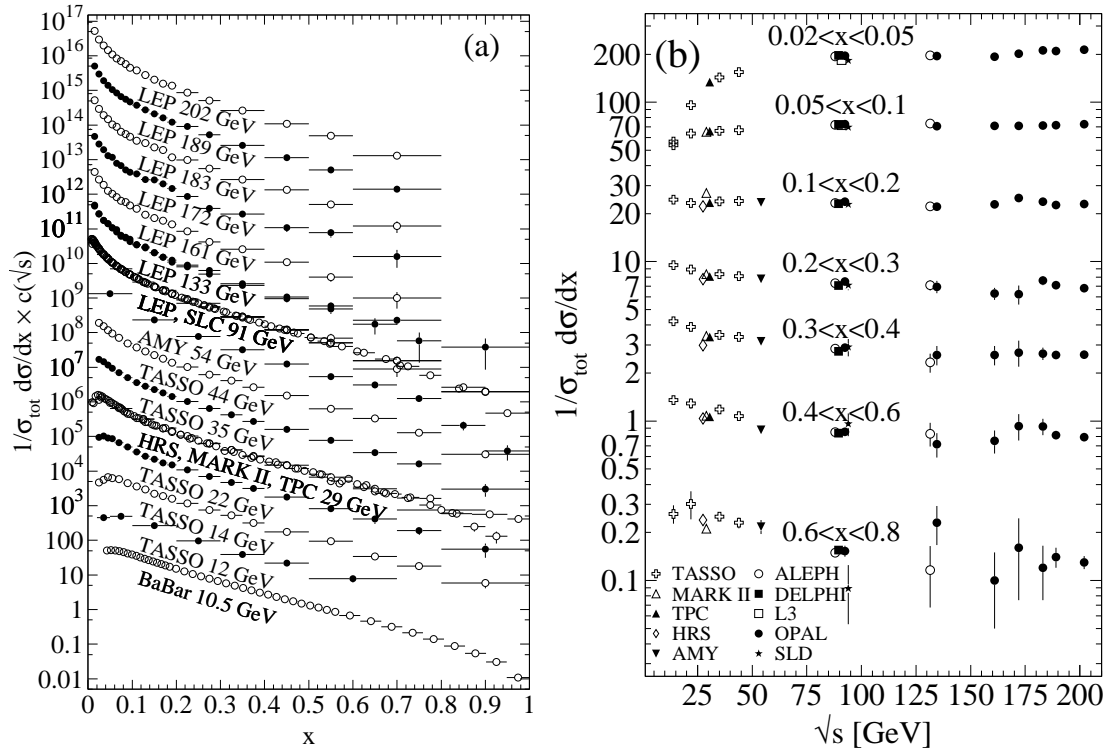 (a)
1/σ_tot dσ/dx × c(√s)
10^17
10^16
10^15
10^14
10^13
10^12
10^11
10^10
10^9
10^8
10^7
10^6
10^5
10^4
10^3
100
10
1
0.1
0.01
LEP 202 GeV
LEP 189 GeV
LEP 183 GeV
LEP 172 GeV
LEP 161 GeV
LEP 133 GeV
LEP, SLC 91 GeV
AMY 54 GeV
TASSO 44 GeV
TASSO 35 GeV
HRS, MARK II, TPC 29 GeV
TASSO 22 GeV
TASSO 14 GeV
TASSO 12 GeV
BaBar 10.5 GeV
0 0.1 0.2 0.3 0.4 0.5 0.6 0.7 0.8 0.9 1
x
(b)
1/σ_tot dσ/dx
200
100
70
50
30
20
10
7
5
3
2
1
0.7
0.5
0.3
0.2
0.1
0.02<x<0.05
0.05<x<0.1
0.1<x<0.2
0.2<x<0.3
0.3<x<0.4
0.4<x<0.6
0.6<x<0.8
TASSO
MARK II
TPC
HRS
AMY
ALEPH
DELPHI
L3
OPAL
SLD
25 50 75 100 125 150 175 200
√s [GeV]